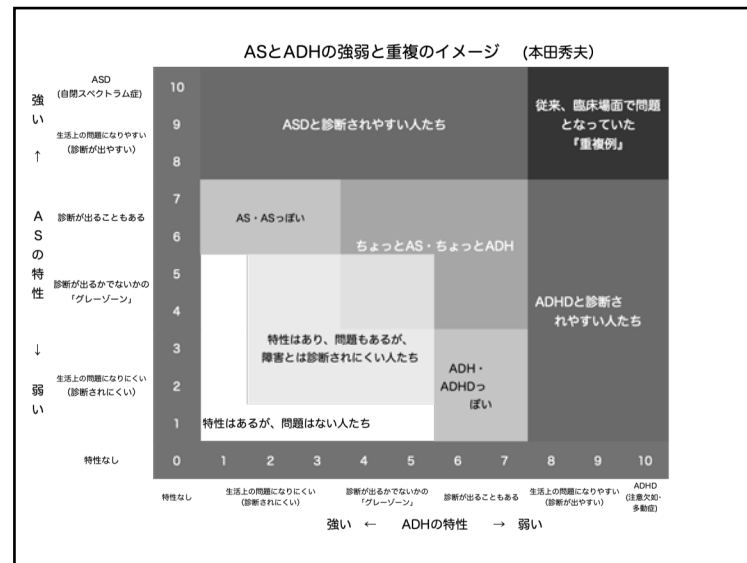 ASとADHの強弱と重複のイメージ (本田秀夫)
ASD
(自閉スペクトラム症)
生活上の問題になりやすい
(診断が出やすい)
診断が出ることもある
診断が出るかでないかの
「グレーゾーン」
生活上の問題になりにくい
(診断されにくい)
特性なし
強い ↑ ASの特性 ↓ 弱い
10
9
8
7
6
5
4
3
2
1
ASDと診断されやすい人たち
従来、臨床場面で問題
となっていた
『重複例』
AS・ASっぽい
ちょっとAS・ちょっとADH
ADHDと診断さ
れやすい人たち
特性はあり、問題もあるが、
障害とは診断されにくい人たち
ADH・
ADHDっ
ぽい
特性はあるが、問題はない人たち
0 1 2 3 4 5 6 7 8 9 10
特性なし
生活上の問題になりにくい
(診断されにくい)
診断が出るかでないかの
「グレーゾーン」
診断が出ることもある
生活上の問題になりやすい
(診断が出やすい)
ADHD
(注意欠如・
多動症)
強い ← ADHの特性 → 弱い